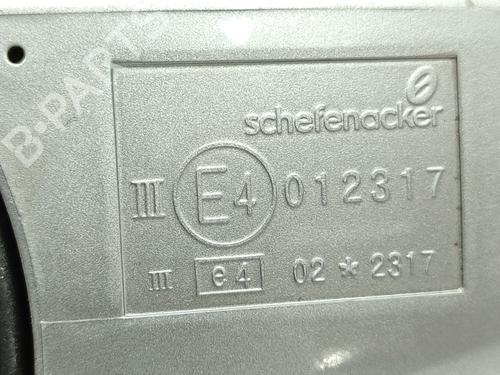 B-PARTS
schefenacker
III E4 012317
III e4 02 * 2317